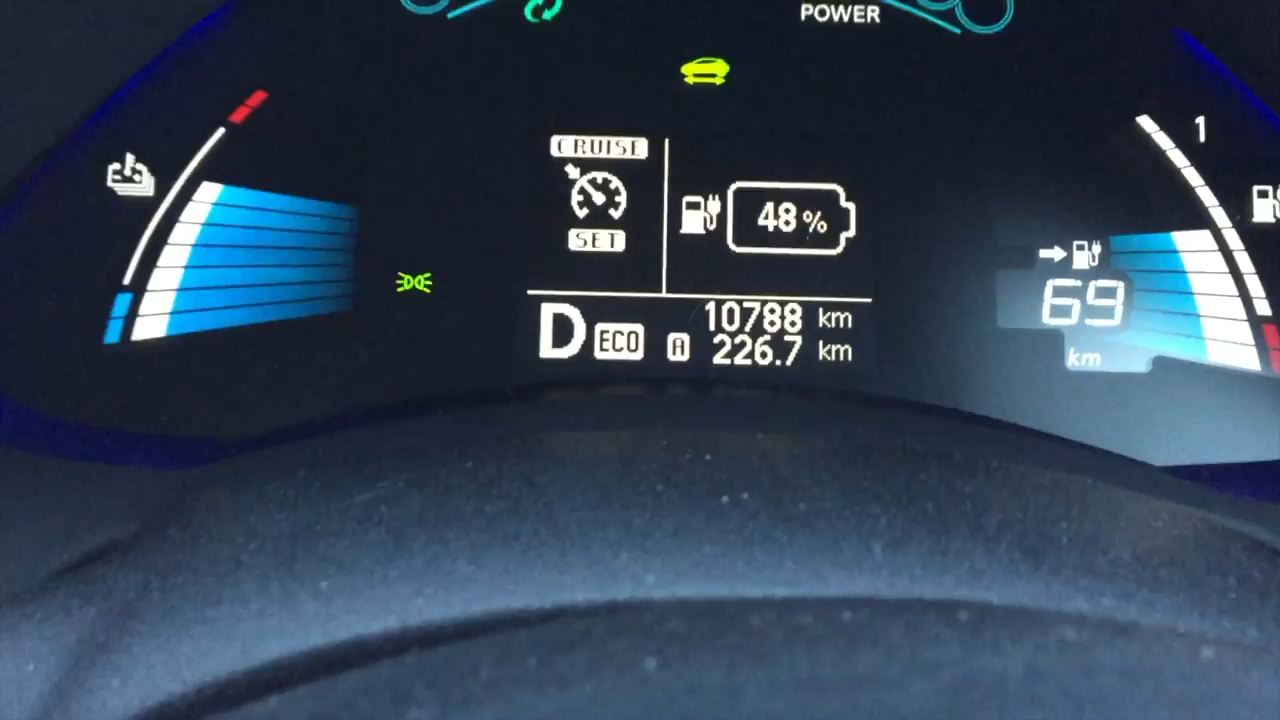 POWER
1
CRUISE
SET
48 %
69
km
D ECO
10788 km
A 226.7 km